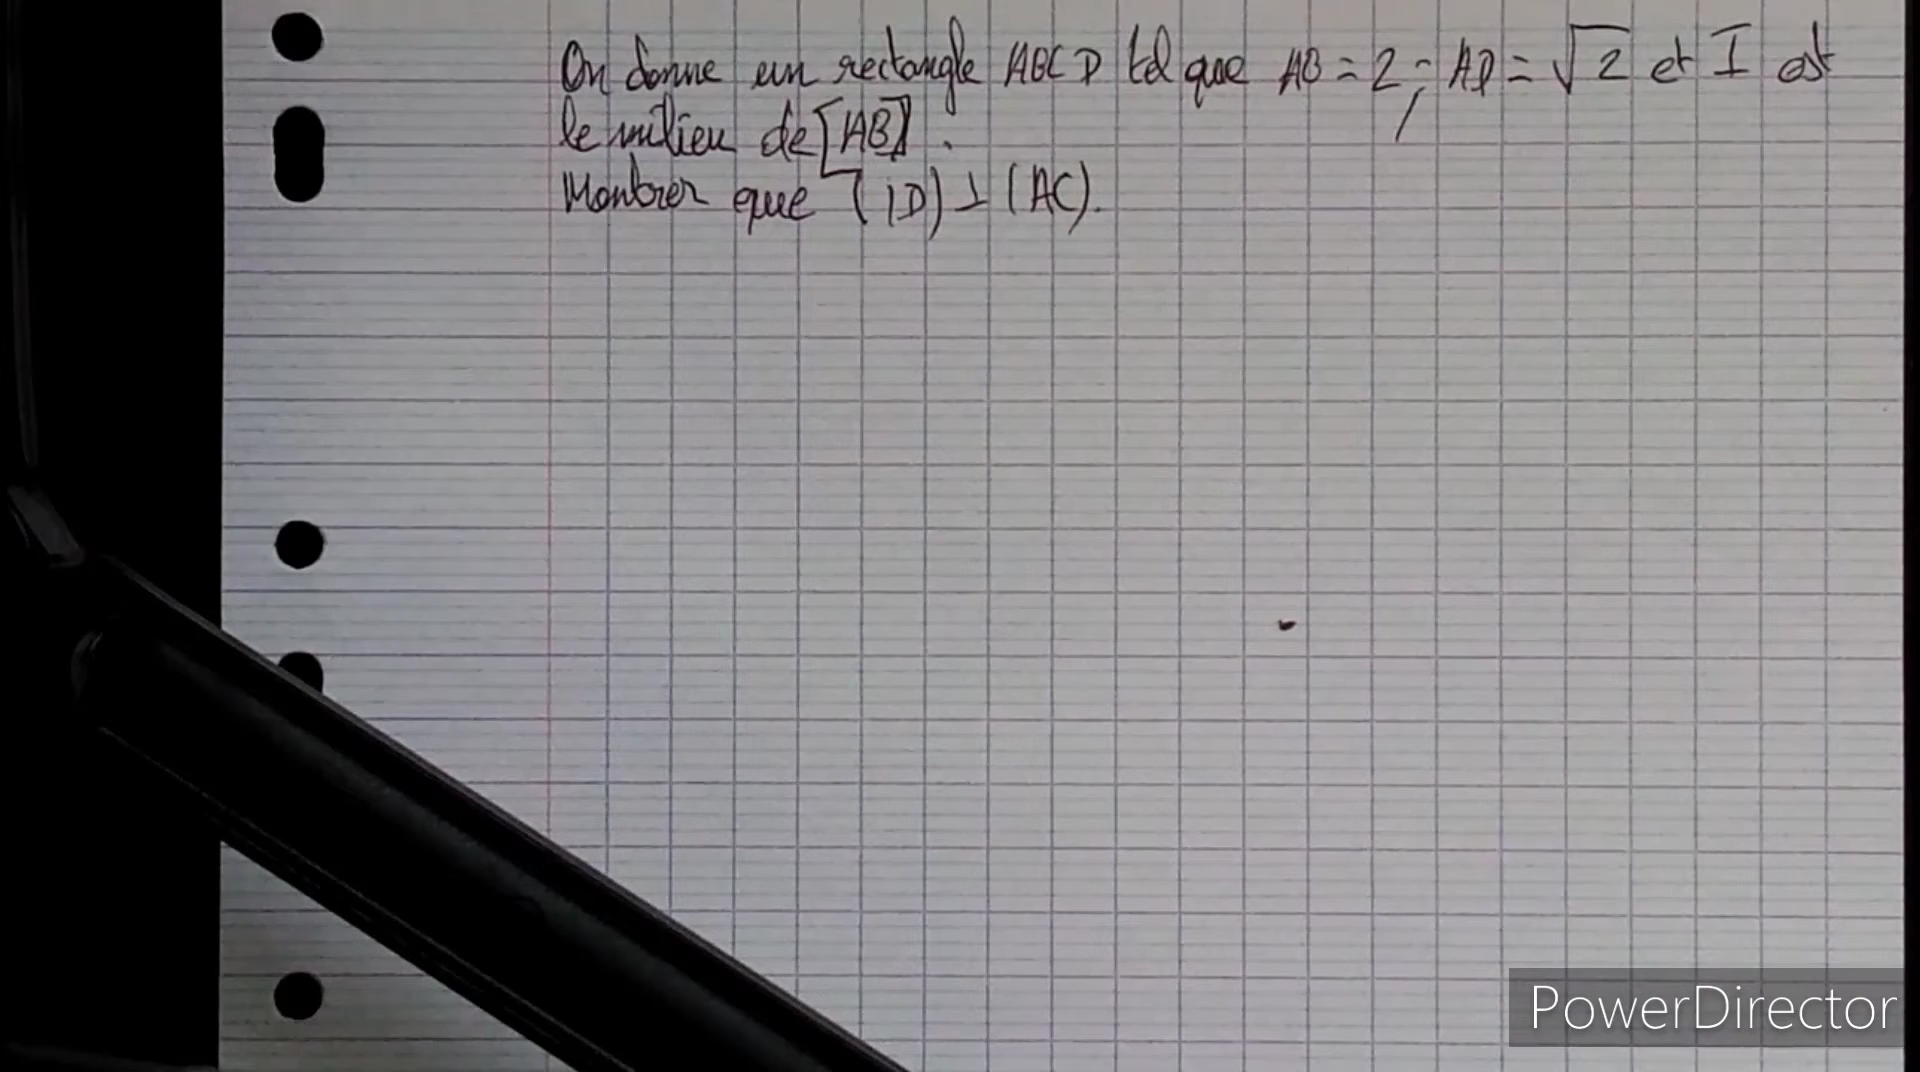 On donne un rectangle ABCD tel que AB = 2 ; AD = √2 et I est
le milieu de [AB].
Montrer que (ID) ⊥ (AC).
PowerDirector